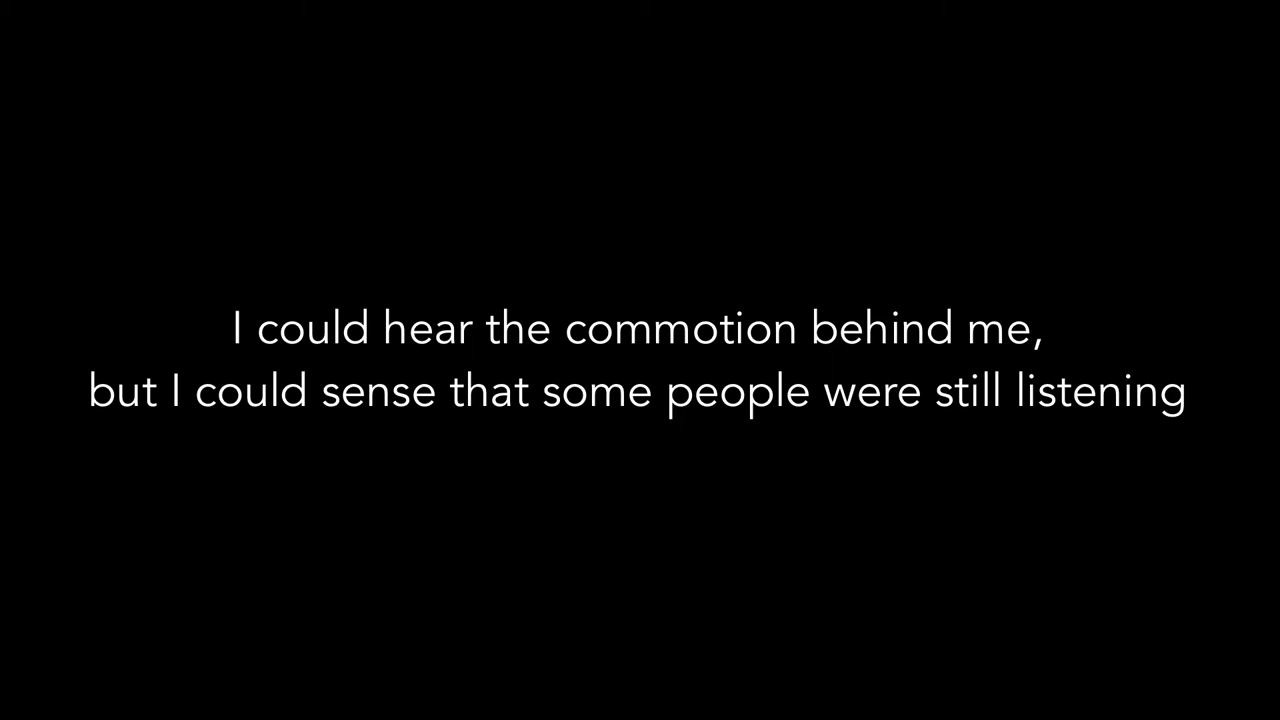 I could hear the commotion behind me,
but I could sense that some people were still listening